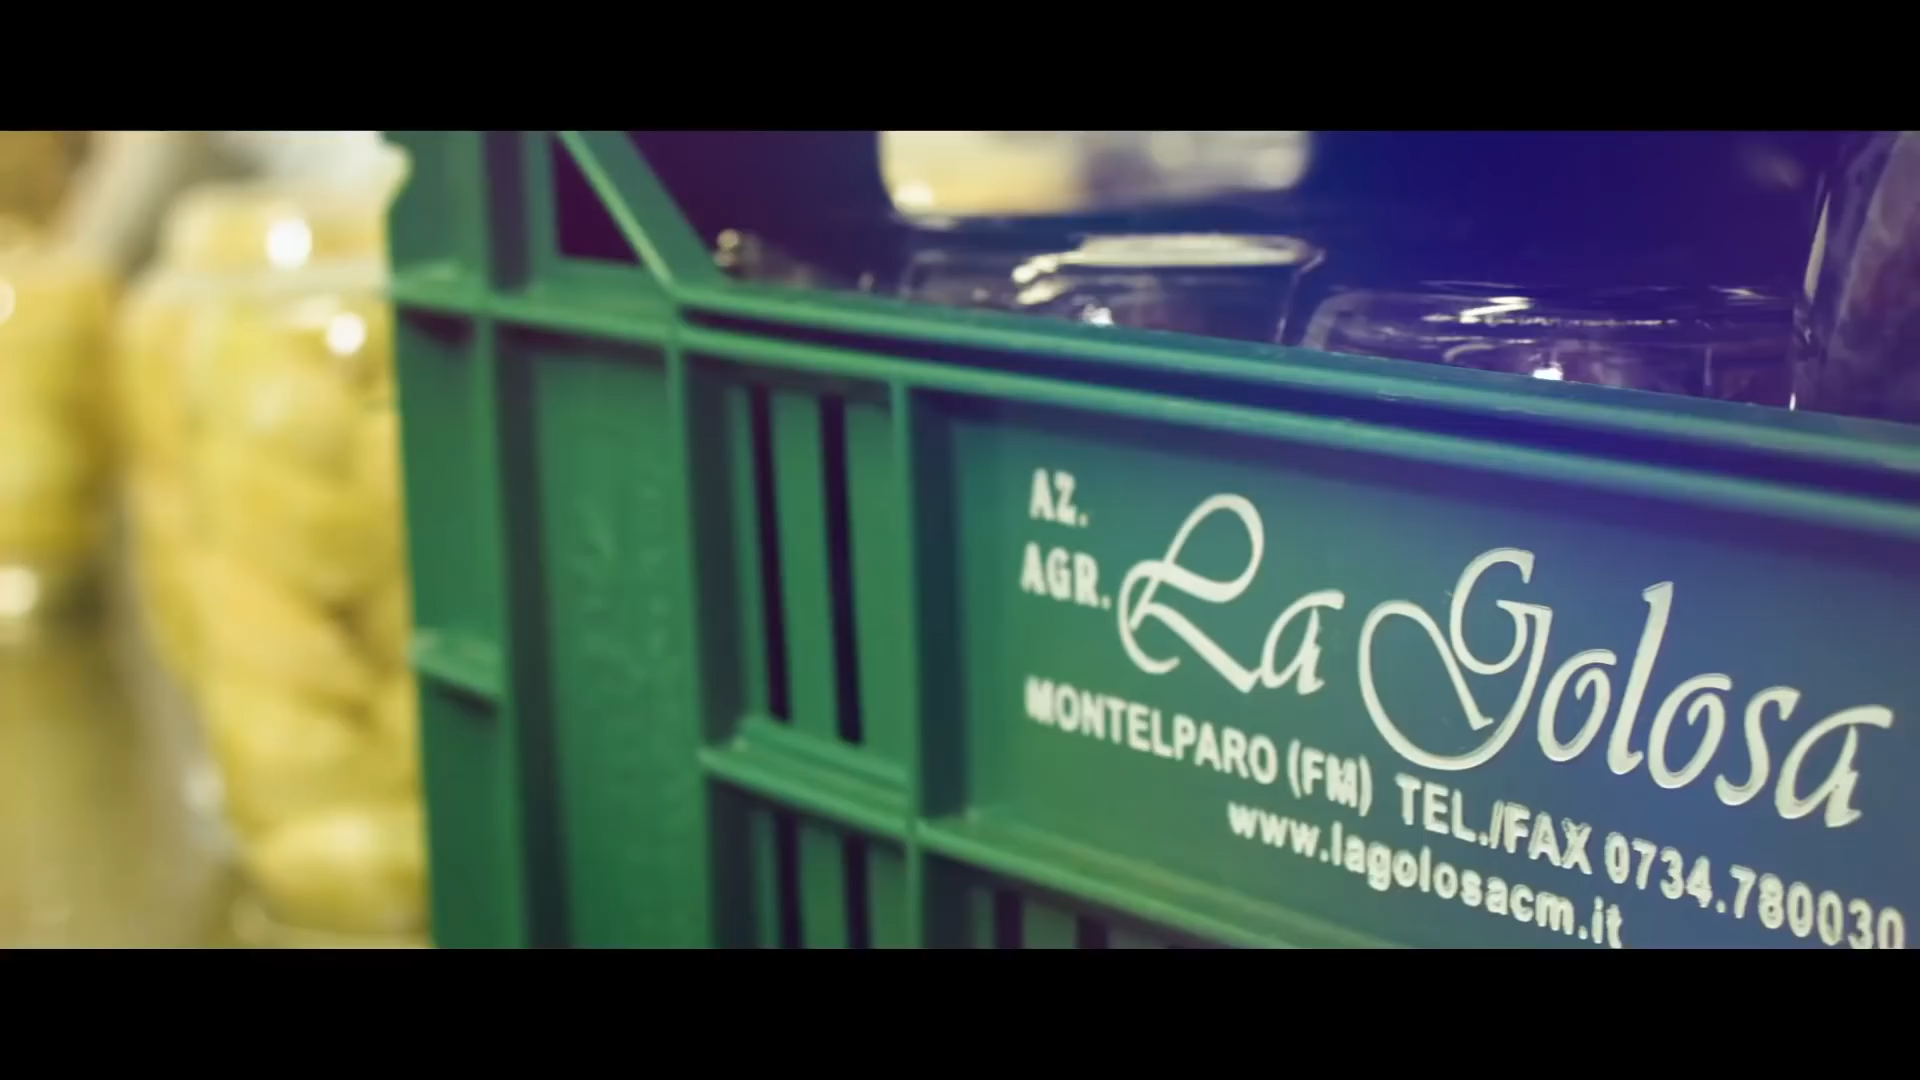 AZ.
AGR. La Golosa
MONTELPARO (FM) TEL./FAX 0734.780030
www.lagolosacm.it